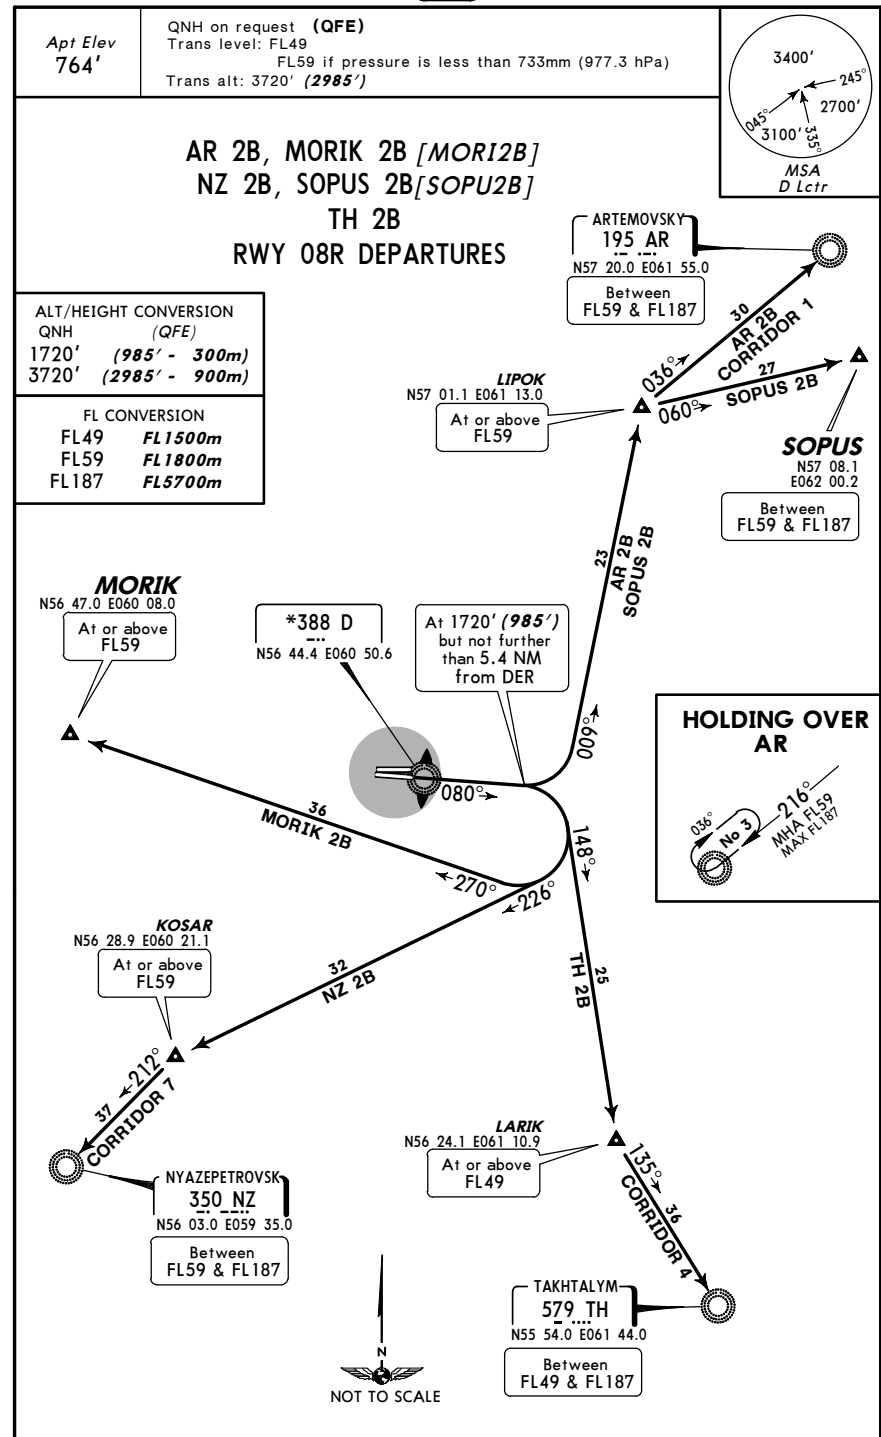 Apt Elev
764'
QNH on request (QFE)
Trans level: FL49
FL59 if pressure is less than 733mm (977.3 hPa)
Trans alt: 3720' (2985')
3400'
245°
2700'
045°
3100'
335°
MSA
D Lctr
AR 2B, MORIK 2B [MORI2B]
NZ 2B, SOPUS 2B[SOPU2B]
TH 2B
RWY 08R DEPARTURES
ALT/HEIGHT CONVERSION
QNH (QFE)
1720' (985' - 300m)
3720' (2985' - 900m)
FL CONVERSION
FL49 FL1500m
FL59 FL1800m
FL187 FL5700m
ARTEMOVSKY
195 AR
N57 20.0 E061 55.0
Between
FL59 & FL187
30
AR 2B
CORRIDOR 1
036°
LIPOK
N57 01.1 E061 13.0
At or above
FL59
27
060°
SOPUS 2B
SOPUS
N57 08.1
E062 00.2
Between
FL59 & FL187
23
AR 2B
SOPUS 2B
009°
MORIK
N56 47.0 E060 08.0
At or above
FL59
*388 D
N56 44.4 E060 50.6
At 1720' (985')
but not further
than 5.4 NM
from DER
080°
36
MORIK 2B
270°
226°
148°
HOLDING OVER
AR
036°
No 3
216°
MHA FL59
MAX FL187
KOSAR
N56 28.9 E060 21.1
At or above
FL59
32
NZ 2B
25
TH 2B
212°
37
CORRIDOR 7
NYAZEPETROVSK
350 NZ
N56 03.0 E059 35.0
Between
FL59 & FL187
LARIK
N56 24.1 E061 10.9
At or above
FL49
135°
36
CORRIDOR 4
TAKHTALYM
579 TH
N55 54.0 E061 44.0
Between
FL49 & FL187
N
NOT TO SCALE